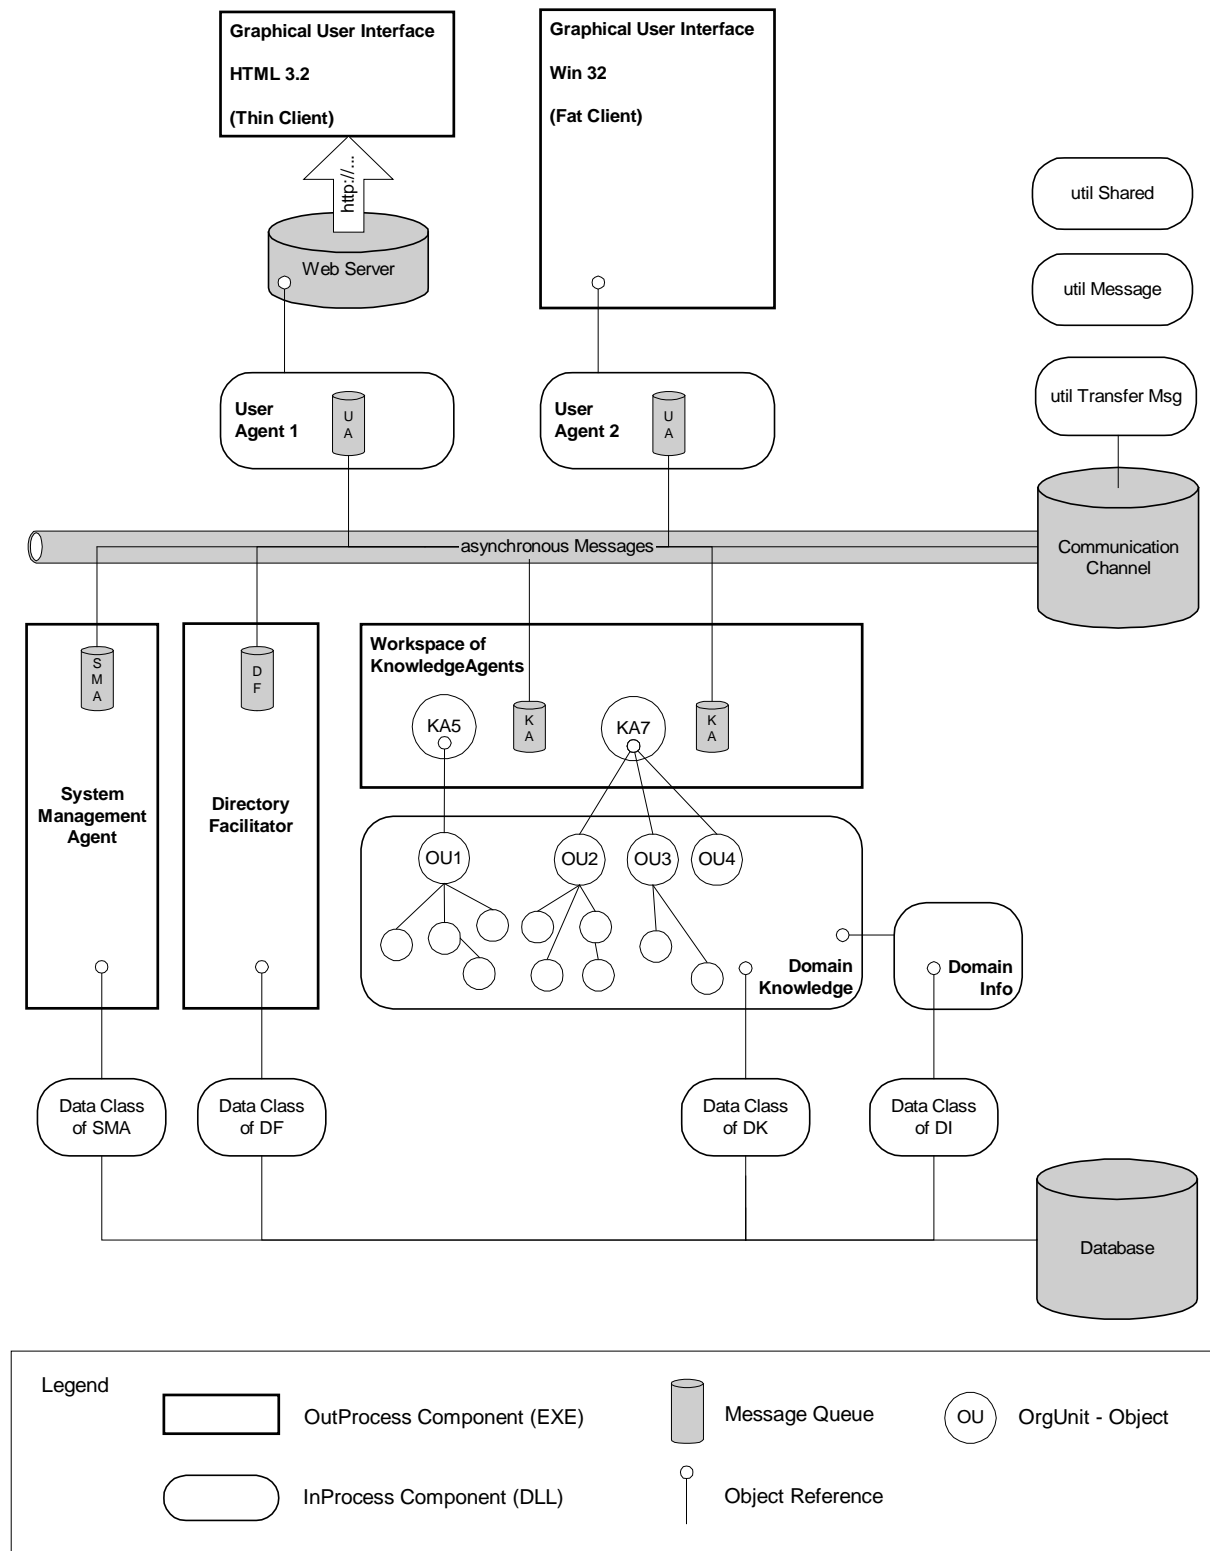 Graphical User Interface
HTML 3.2
(Thin Client)
Graphical User Interface
Win 32
(Fat Client)
http://...
Web Server
util Shared
util Message
util Transfer Msg
User
Agent 1
U
A
User
Agent 2
U
A
asynchronous Messages
Communication
Channel
S
M
A
System
Management
Agent
D
F
Directory
Facilitator
Workspace of
KnowledgeAgents
KA5
K
A
KA7
K
A
OU1
OU2
OU3
OU4
Domain
Knowledge
Domain
Info
Data Class
of SMA
Data Class
of DF
Data Class
of DK
Data Class
of DI
Database
Legend
OutProcess Component (EXE)
Message Queue
OU
OrgUnit - Object
InProcess Component (DLL)
Object Reference